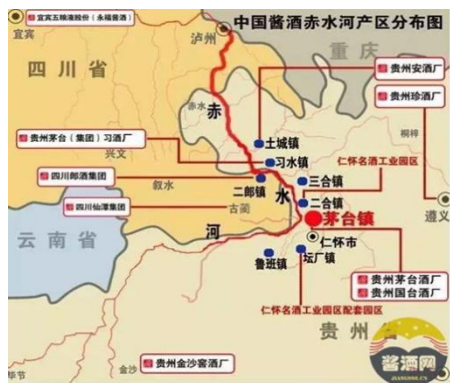 中国酱酒赤水河产区分布图
宜宾五粮液股份(永福酱酒)
宜宾
泸州
重庆
四川省
贵州安酒厂
贵州珍酒厂
赤水
赤
土城镇
桐梓
贵州茅台(集团)习酒厂
兴文
习水镇
仁怀名酒工业园区
四川郎酒集团
叙水
二郎镇
三合镇
水
二合镇
四川仙潭集团
古蔺
茅台镇
遵义
云南省
河
仁怀市
鲁班镇
坛厂镇
贵州茅台酒厂
贵州国台酒厂
仁怀名酒工业园区配套园区
贵州省
贵州金沙窖酒厂
金沙
毕节
酱酒网
JIANGJIU.CN